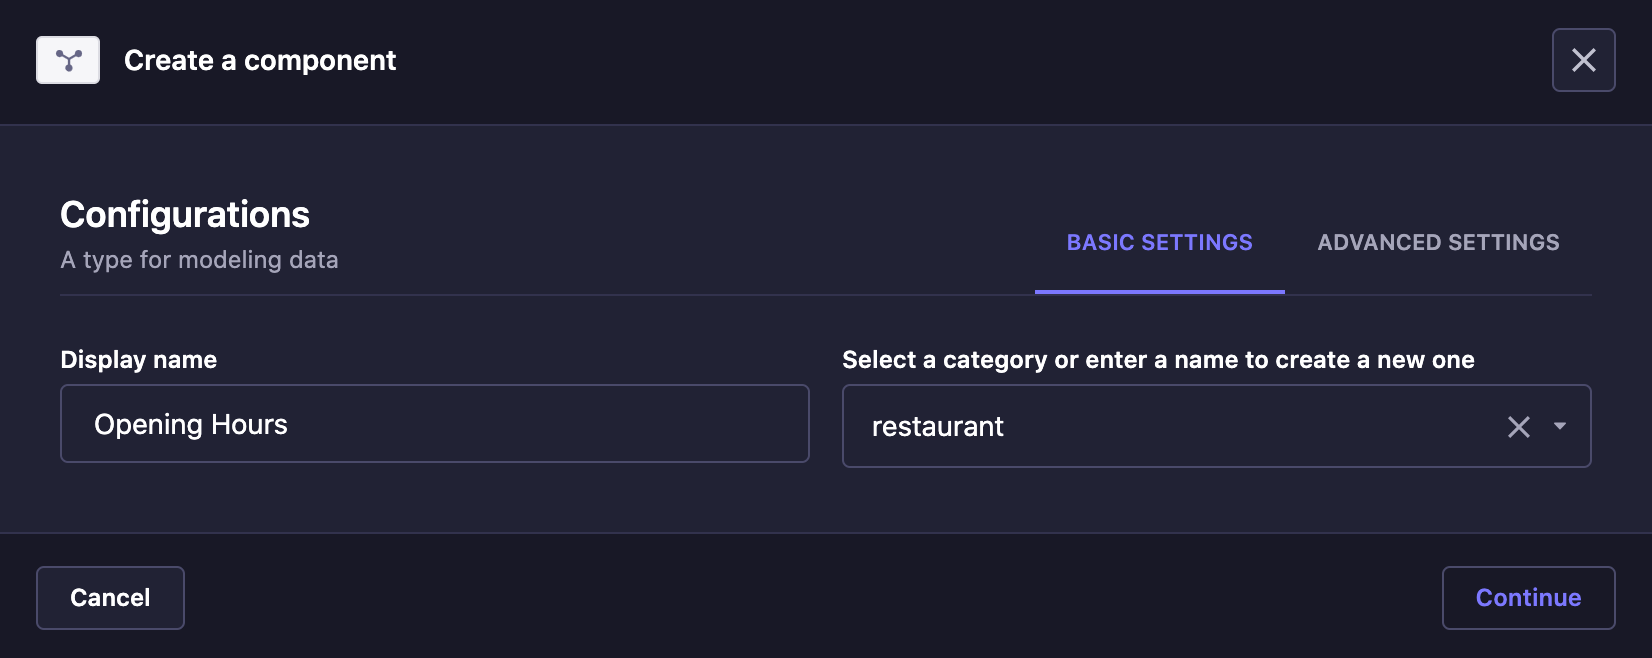 Create a component
Configurations
A type for modeling data
BASIC SETTINGS
ADVANCED SETTINGS
Display name
Opening Hours
Select a category or enter a name to create a new one
restaurant
Cancel
Continue